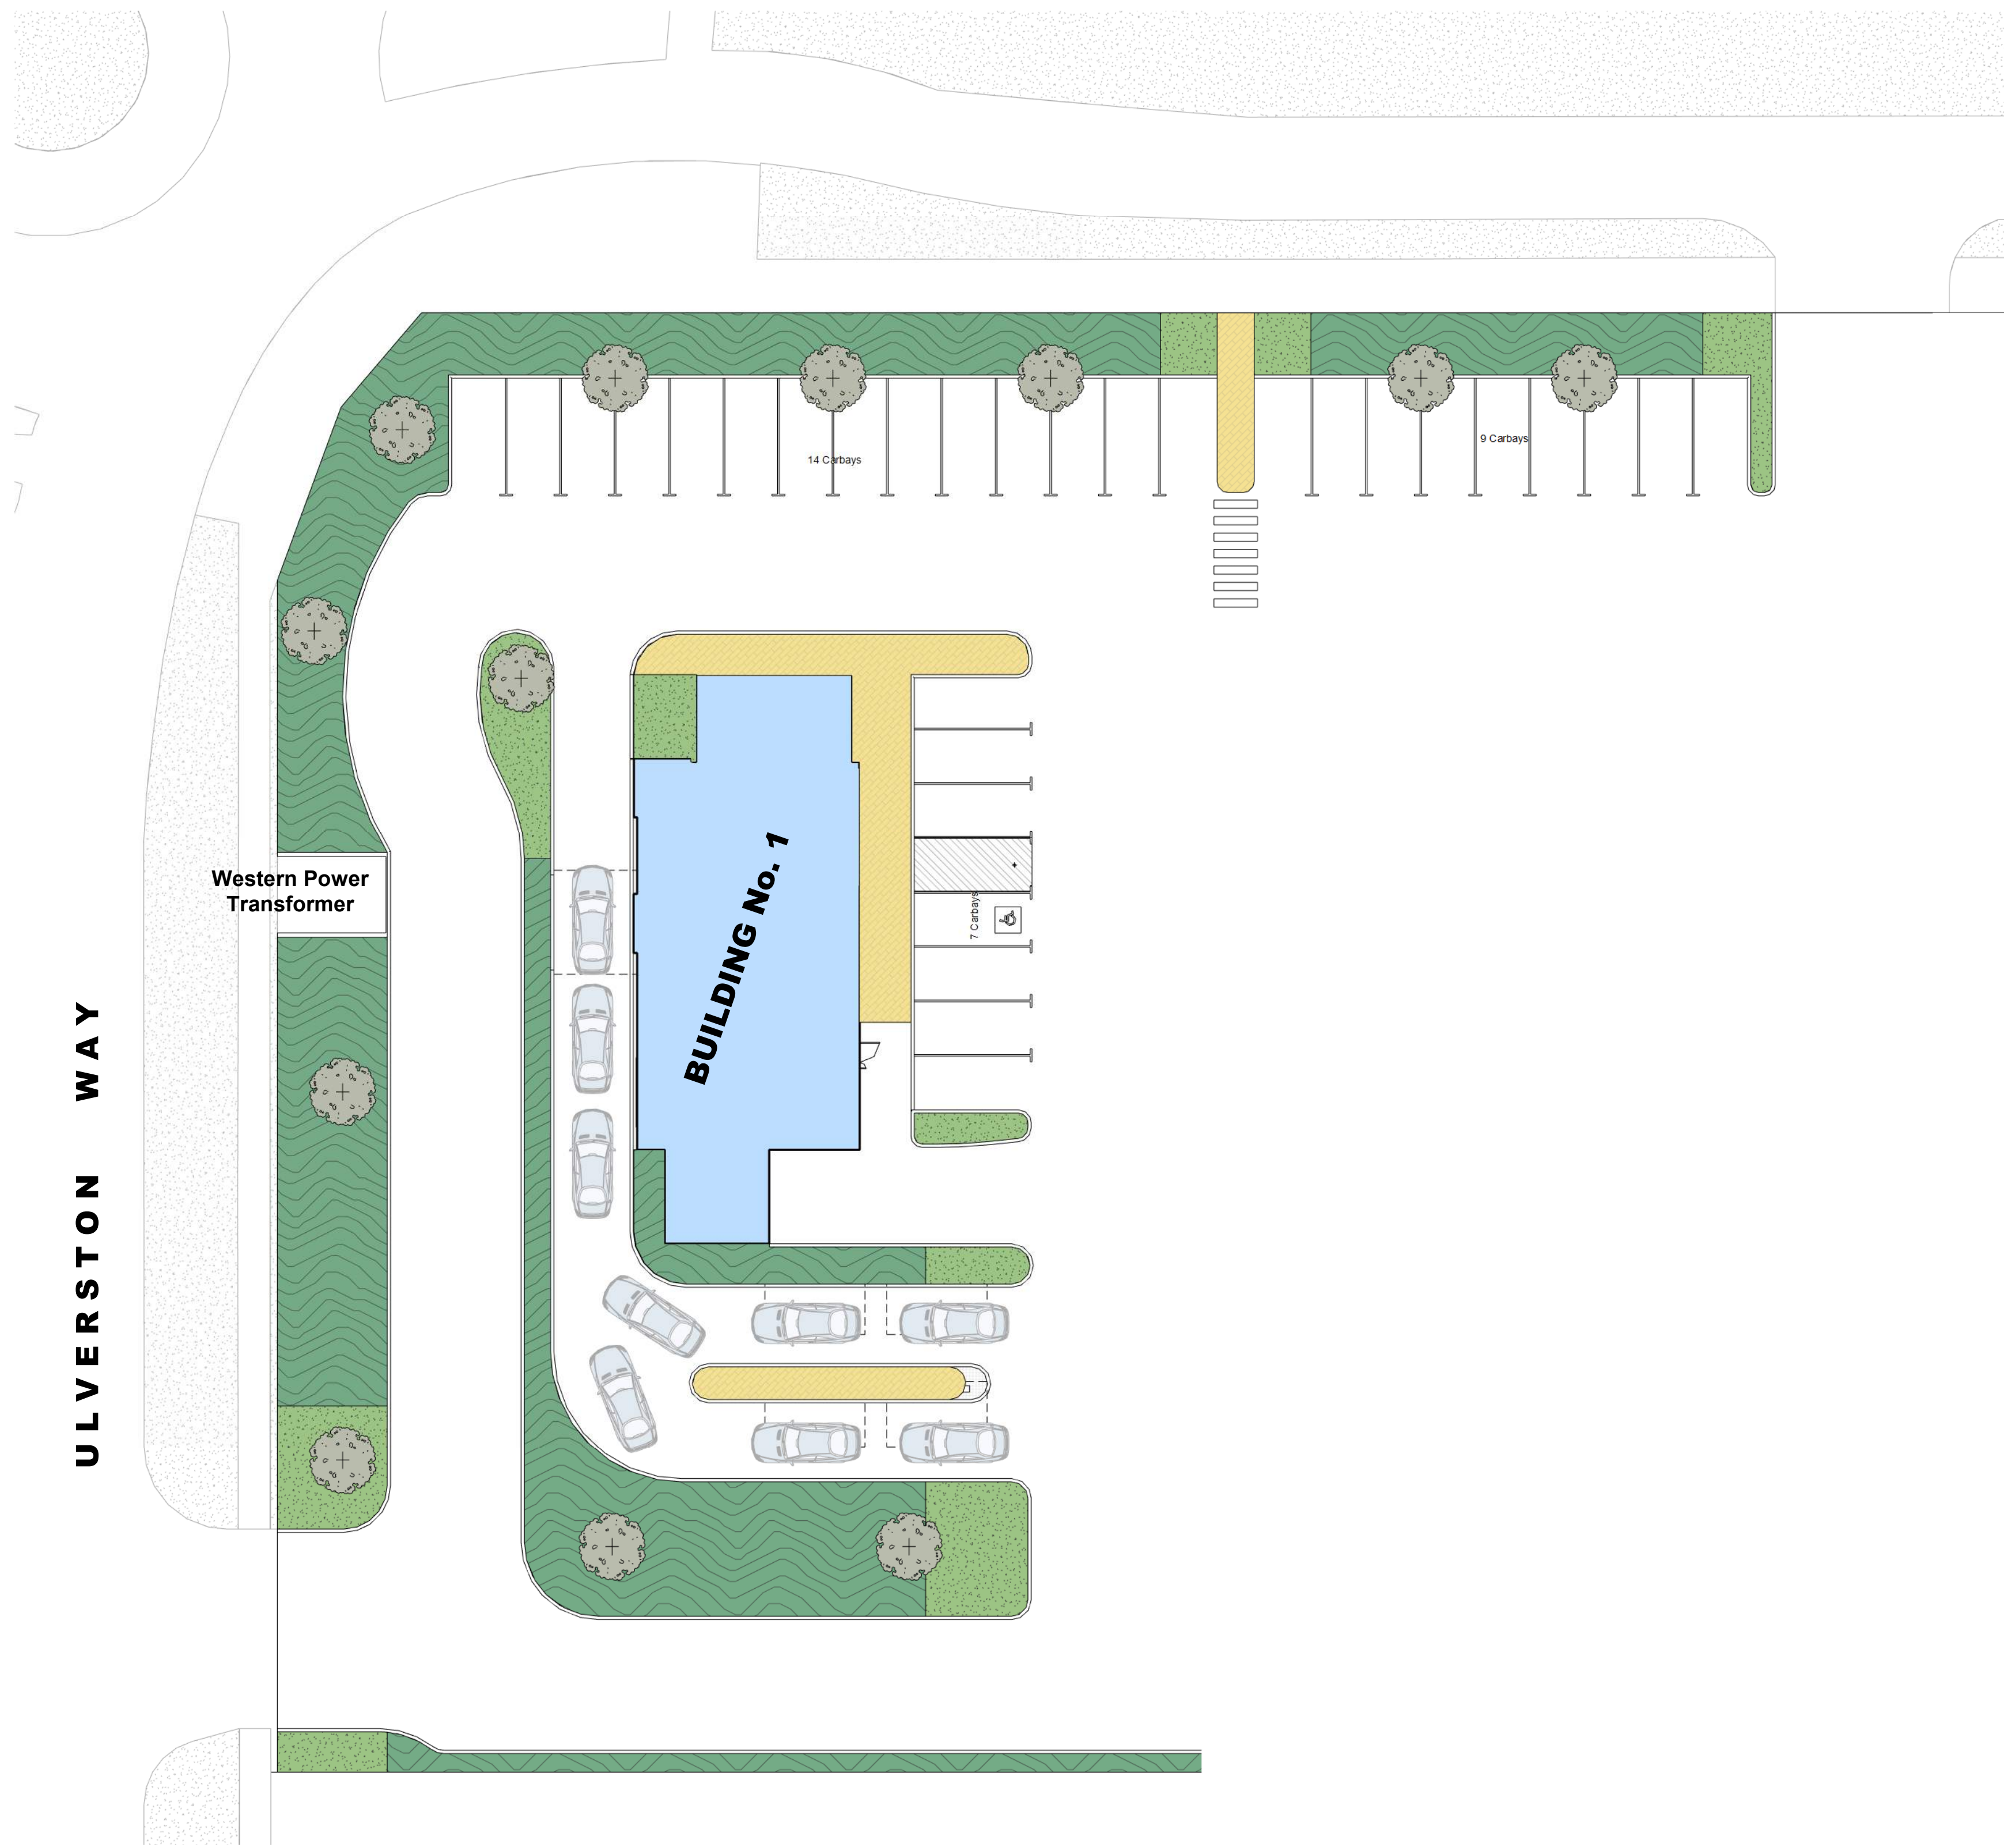 14 Carbays
9 Carbays
Western Power
Transformer
BUILDING No. 1
7 Carbays
ULVERSTON WAY